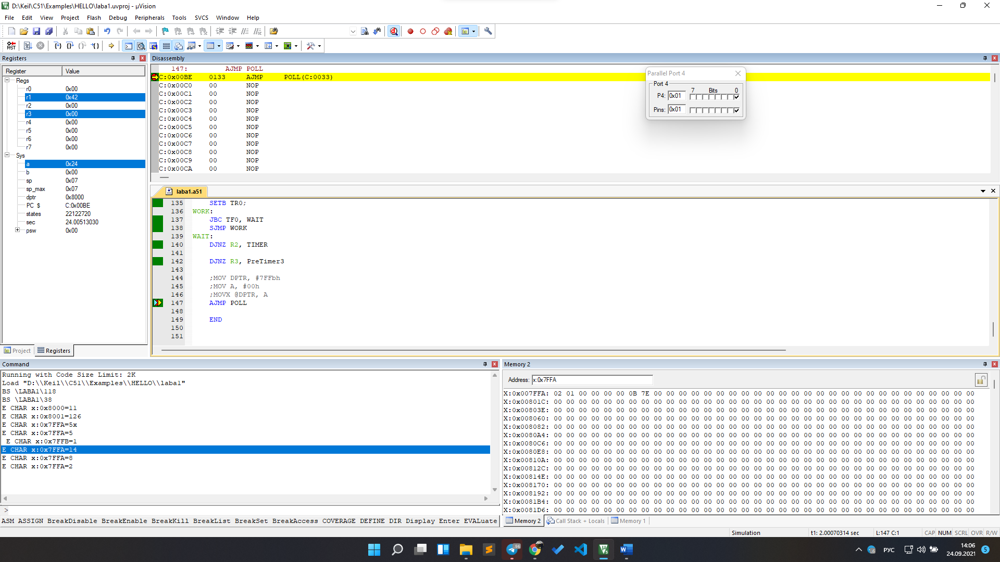 D:\Keil\C51\Examples\HELLO\laba1.uvproj - µVision
File Edit View Project Flash Debug Peripherals Tools SVCS Window Help
Registers
Register Value
Regs
r0 0x00
r1 0x42
r2 0x00
r3 0x00
r4 0x00
r5 0x00
r6 0x00
r7 0x00
Sys
a 0x24
b 0x00
sp 0x07
sp_max 0x07
dptr 0x8000
PC $ C:0x00BE
states 22122720
sec 24.00513030
psw 0x00
Project Registers
Disassembly
147: AJMP POLL
C:0x00BE 0133 AJMP POLL(C:0033)
C:0x00C0 00 NOP
C:0x00C1 00 NOP
C:0x00C2 00 NOP
C:0x00C3 00 NOP
C:0x00C4 00 NOP
C:0x00C5 00 NOP
C:0x00C6 00 NOP
C:0x00C7 00 NOP
C:0x00C8 00 NOP
C:0x00C9 00 NOP
C:0x00CA 00 NOP
Parallel Port 4
Port 4
7 Bits 0
P4: 0x01
Pins: 0x01
laba1.a51
135 SETB TR0;
136 WORK:
137 JBC TF0, WAIT
138 SJMP WORK
139 WAIT:
140 DJNZ R2, TIMER
141
142 DJNZ R3, PreTimer3
143
144 ;MOV DPTR, #7FFbh
145 ;MOV A, #00h
146 ;MOVX @DPTR, A
147 AJMP POLL
148
149 END
150
151
Command
Running with Code Size Limit: 2K
Load "D:\\Keil\\C51\\Examples\\HELLO\\laba1"
BS \LABA1\118
BS \LABA1\38
E CHAR x:0x8000=11
E CHAR x:0x8001=126
E CHAR x:0x7FFA=5x
E CHAR x:0x7FFA=5
E CHAR x:0x7FFB=1
E CHAR x:0x7FFA=14
E CHAR x:0x7FFA=8
E CHAR x:0x7FFA=2
>
ASM ASSIGN BreakDisable BreakEnable BreakKill BreakList BreakSet BreakAccess COVERAGE DEFINE DIR Display Enter EVALuate
Memory 2
Address: x:0x7FFA
X:0x007FFA: 02 01 00 00 00 00 0B 7E 00 00 00 00 00 00 00 00 00 00 00 00 00 00 00 00 00 00 00 00 00 00 00 00 00 00
X:0x00801C: 00 00 00 00 00 00 00 00 00 00 00 00 00 00 00 00 00 00 00 00 00 00 00 00 00 00 00 00 00 00 00 00 00 00
X:0x00803E: 00 00 00 00 00 00 00 00 00 00 00 00 00 00 00 00 00 00 00 00 00 00 00 00 00 00 00 00 00 00 00 00 00 00
X:0x008060: 00 00 00 00 00 00 00 00 00 00 00 00 00 00 00 00 00 00 00 00 00 00 00 00 00 00 00 00 00 00 00 00 00 00
X:0x008082: 00 00 00 00 00 00 00 00 00 00 00 00 00 00 00 00 00 00 00 00 00 00 00 00 00 00 00 00 00 00 00 00 00 00
X:0x0080A4: 00 00 00 00 00 00 00 00 00 00 00 00 00 00 00 00 00 00 00 00 00 00 00 00 00 00 00 00 00 00 00 00 00 00
X:0x0080C6: 00 00 00 00 00 00 00 00 00 00 00 00 00 00 00 00 00 00 00 00 00 00 00 00 00 00 00 00 00 00 00 00 00 00
X:0x0080E8: 00 00 00 00 00 00 00 00 00 00 00 00 00 00 00 00 00 00 00 00 00 00 00 00 00 00 00 00 00 00 00 00 00 00
X:0x00810A: 00 00 00 00 00 00 00 00 00 00 00 00 00 00 00 00 00 00 00 00 00 00 00 00 00 00 00 00 00 00 00 00 00 00
X:0x00812C: 00 00 00 00 00 00 00 00 00 00 00 00 00 00 00 00 00 00 00 00 00 00 00 00 00 00 00 00 00 00 00 00 00 00
X:0x00814E: 00 00 00 00 00 00 00 00 00 00 00 00 00 00 00 00 00 00 00 00 00 00 00 00 00 00 00 00 00 00 00 00 00 00
X:0x008170: 00 00 00 00 00 00 00 00 00 00 00 00 00 00 00 00 00 00 00 00 00 00 00 00 00 00 00 00 00 00 00 00 00 00
X:0x008192: 00 00 00 00 00 00 00 00 00 00 00 00 00 00 00 00 00 00 00 00 00 00 00 00 00 00 00 00 00 00 00 00 00 00
X:0x0081B4: 00 00 00 00 00 00 00 00 00 00 00 00 00 00 00 00 00 00 00 00 00 00 00 00 00 00 00 00 00 00 00 00 00 00
X:0x0081D6: 00 00 00 00 00 00 00 00 00 00 00 00 00 00 00 00 00 00 00 00 00 00 00 00 00 00 00 00 00 00 00 00 00 00
Memory 2 Call Stack + Locals Memory 1
Simulation t1: 2.00070314 sec L:147 C:1 CAP NUM SCRL OVR R/W
96
РУС
14:06
24.09.2021
5